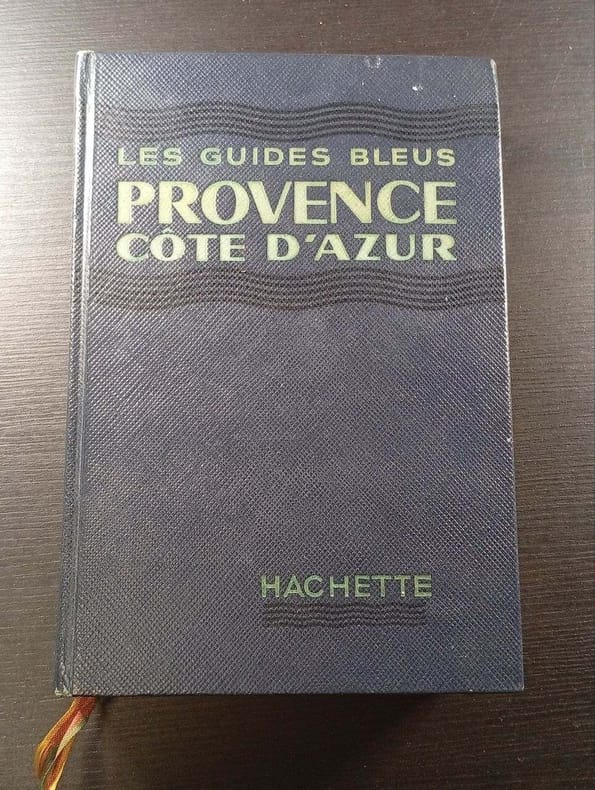 LES GUIDES BLEUS
PROVENCE
CÔTE D'AZUR
HACHETTE